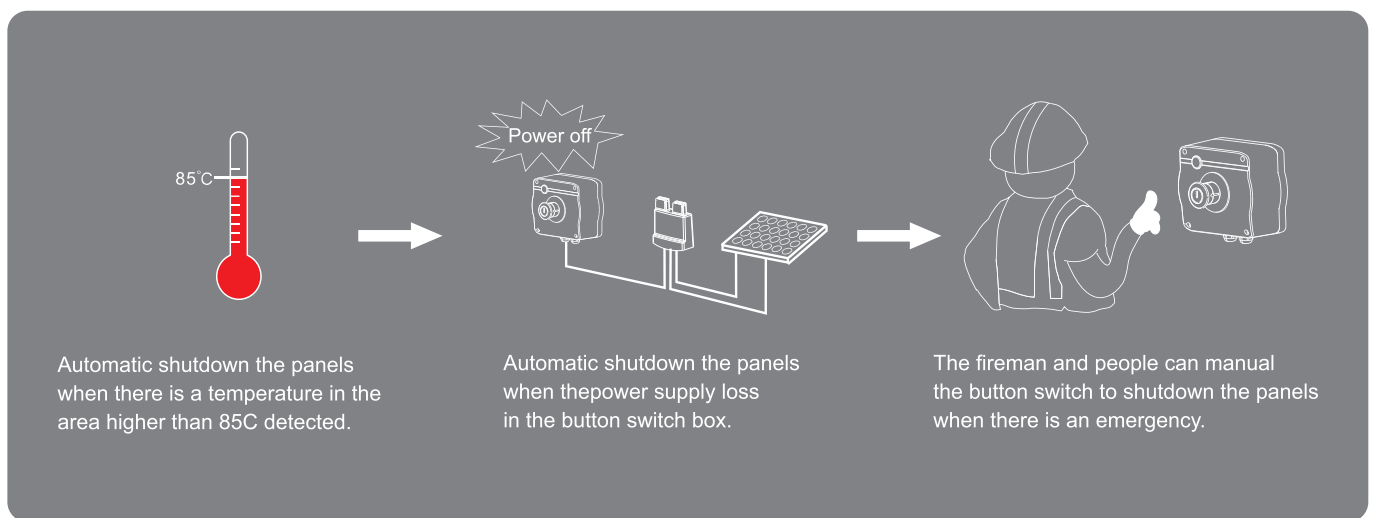 85°C
Power off
Automatic shutdown the panels
when there is a temperature in the
area higher than 85C detected.
Automatic shutdown the panels
when thepower supply loss
in the button switch box.
The fireman and people can manual
the button switch to shutdown the panels
when there is an emergency.